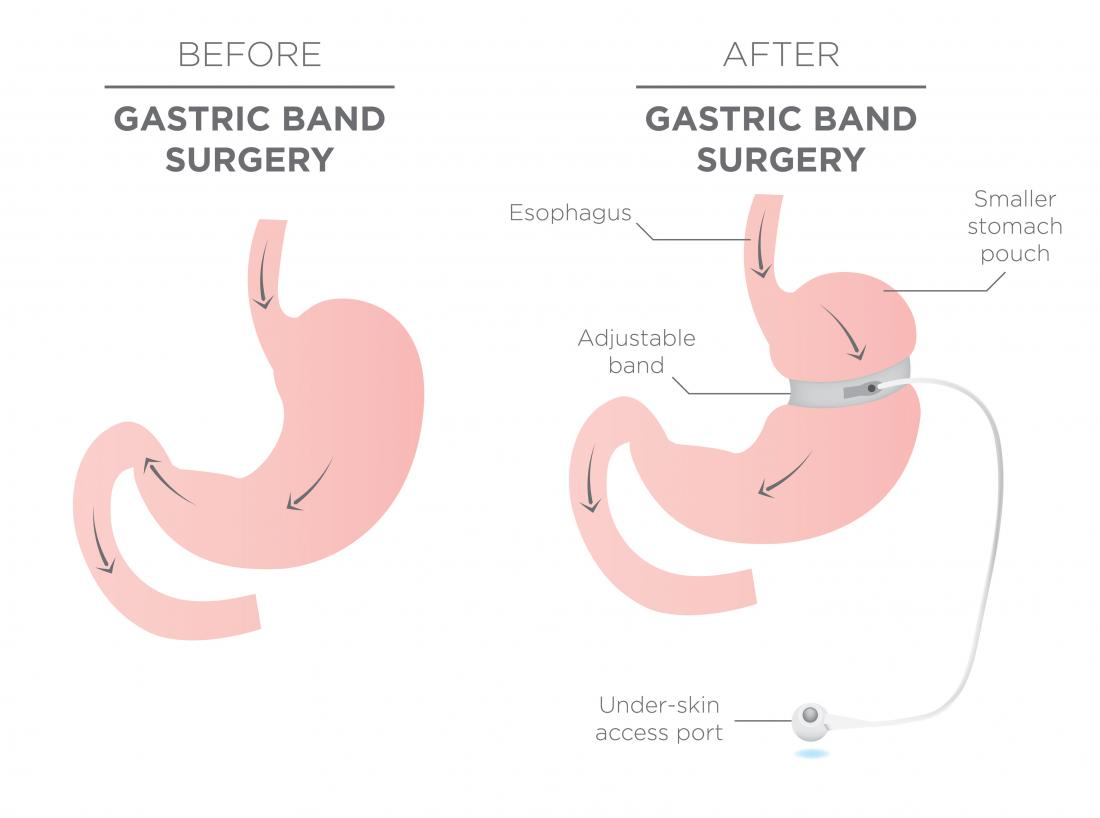 BEFORE
GASTRIC BAND
SURGERY
AFTER
GASTRIC BAND
SURGERY
Esophagus
Smaller
stomach
pouch
Adjustable
band
Under-skin
access port